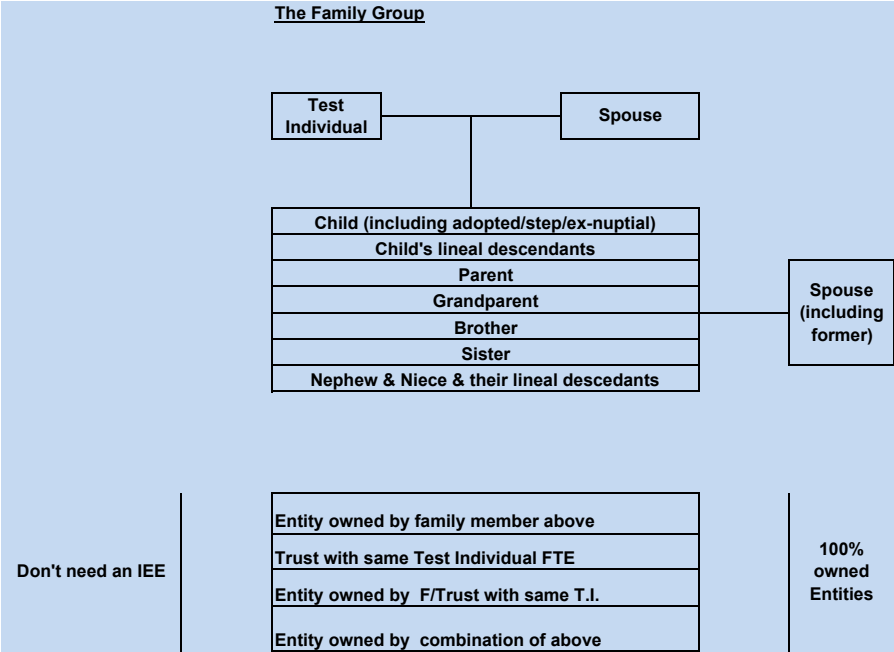 The Family Group
Test
Individual
Spouse
Child (including adopted/step/ex-nuptial)
Child's lineal descendants
Parent
Grandparent
Brother
Sister
Nephew & Niece & their lineal descedants
Spouse
(including
former)
Don't need an IEE
Entity owned by family member above
Trust with same Test Individual FTE
Entity owned by F/Trust with same T.I.
Entity owned by combination of above
100%
owned
Entities